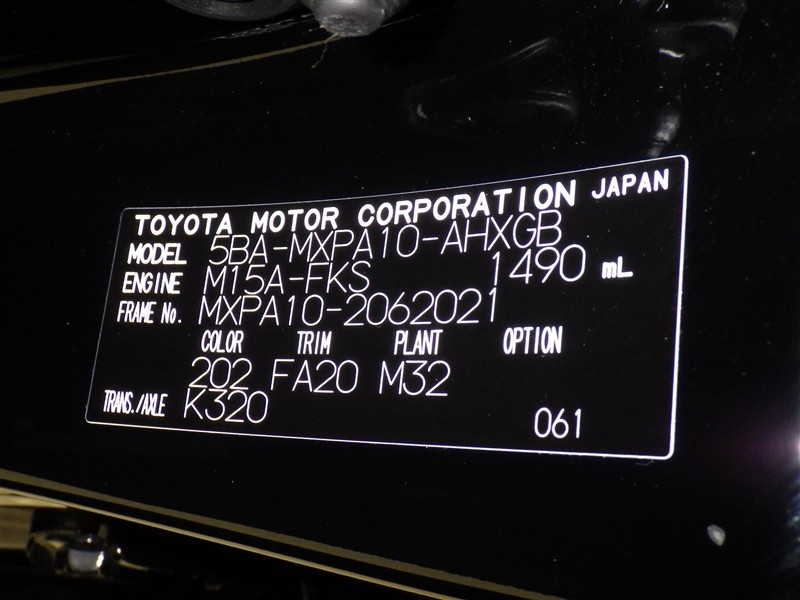 TOYOTA MOTOR CORPORATION JAPAN
MODEL 5BA-MXPA10-AHXGB
ENGINE M15A-FKS 1490 mL
FRAME No. MXPA10-2062021
COLOR TRIM PLANT OPTION
202 FA20 M32
TRANS./AXLE K320
061